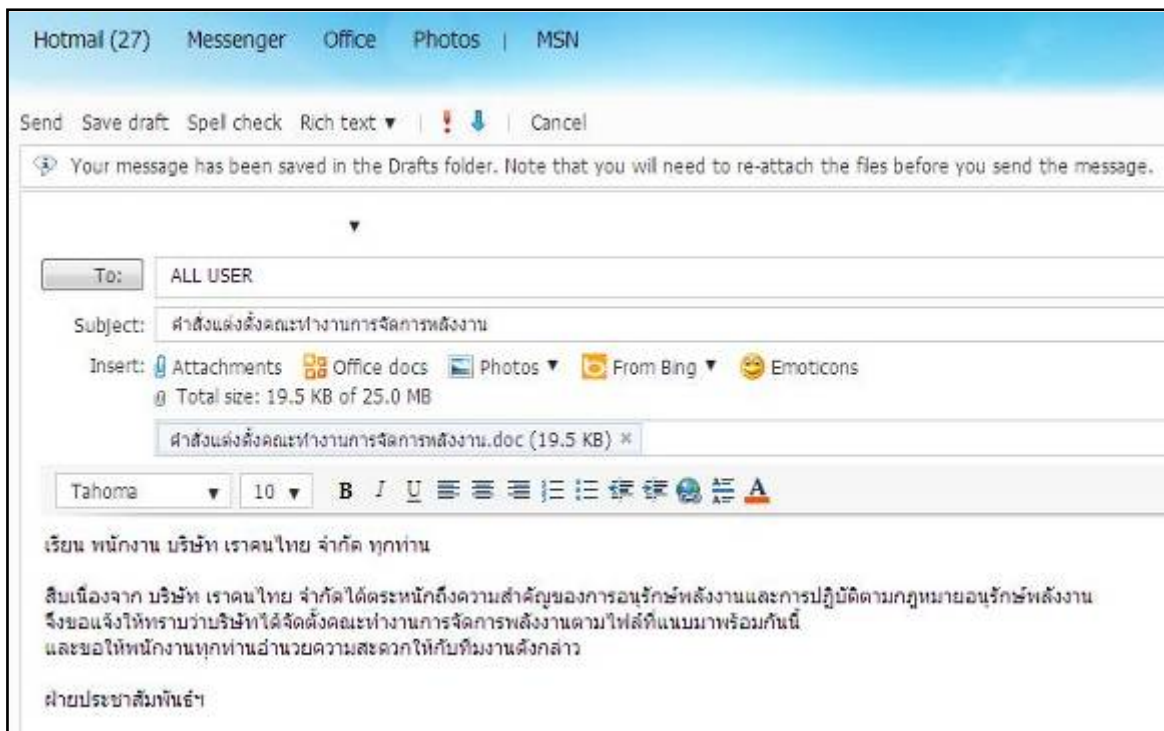 Hotmail (27) Messenger Office Photos | MSN
Send Save draft Spell check Rich text ▼ | Cancel
Your message has been saved in the Drafts folder. Note that you will need to re-attach the files before you send the message.
To: ALL USER
Subject: คำสั่งแต่งตั้งคณะทำงานการจัดการพลังงาน
Insert: Attachments Office docs Photos ▼ From Bing ▼ Emoticons
Total size: 19.5 KB of 25.0 MB
คำสั่งแต่งตั้งคณะทำงานการจัดการพลังงาน.doc (19.5 KB) ×
Tahoma ▼ 10 ▼ B I U A
เรียน พนักงาน บริษัท เราคนไทย จำกัด ทุกท่าน
สืบเนื่องจาก บริษัท เราคนไทย จำกัดได้ตระหนักถึงความสำคัญของการอนุรักษ์พลังงานและการปฏิบัติตามกฎหมายอนุรักษ์พลังงาน
จึงขอแจ้งให้ทราบว่าบริษัทได้จัดตั้งคณะทำงานการจัดการพลังงานตามไฟล์ที่แนบมาพร้อมกันนี้
และขอให้พนักงานทุกท่านอำนวยความสะดวกให้กับทีมงานดังกล่าว
ฝ่ายประชาสัมพันธ์ฯ